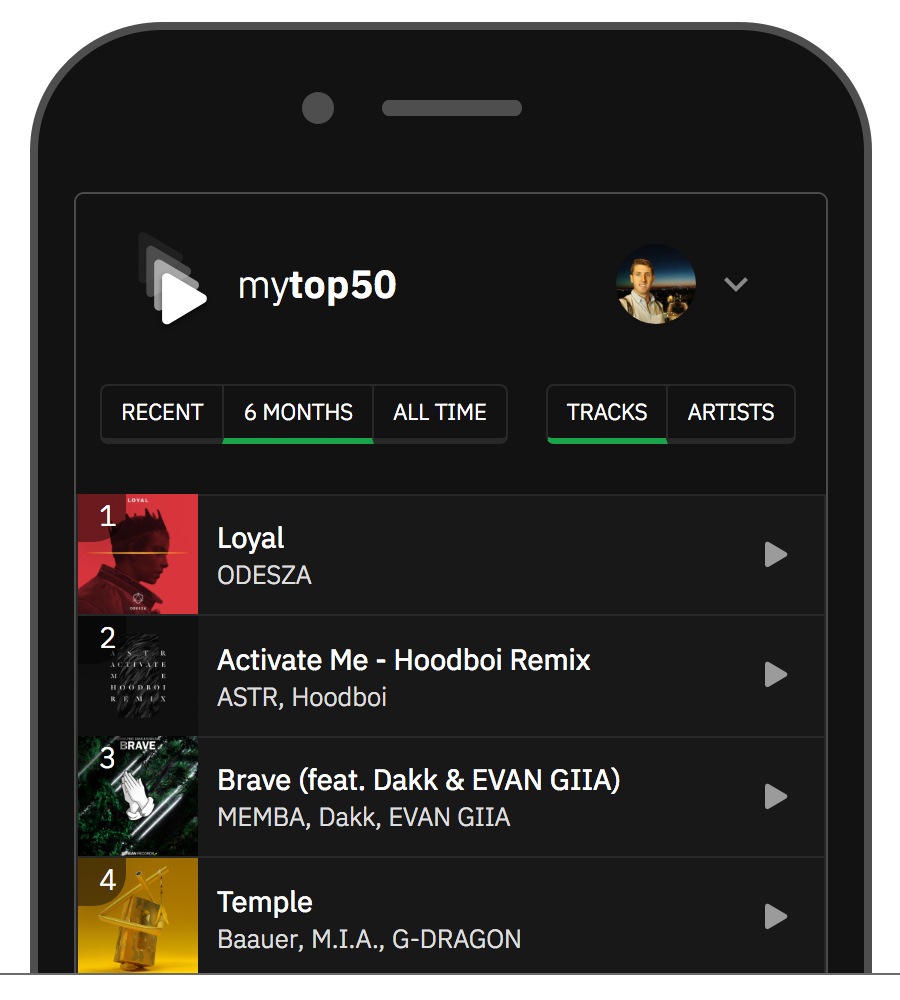 mytop50
RECENT 6 MONTHS ALL TIME TRACKS ARTISTS
1
LOYAL
ODESZA
Loyal
ODESZA
2
A S T R
ACTIVATE
M E
HOODBOI
REMIX
Activate Me - Hoodboi Remix
ASTR, Hoodboi
3
BRAVE
Brave (feat. Dakk & EVAN GIIA)
MEMBA, Dakk, EVAN GIIA
4
Temple
Baauer, M.I.A., G-DRAGON